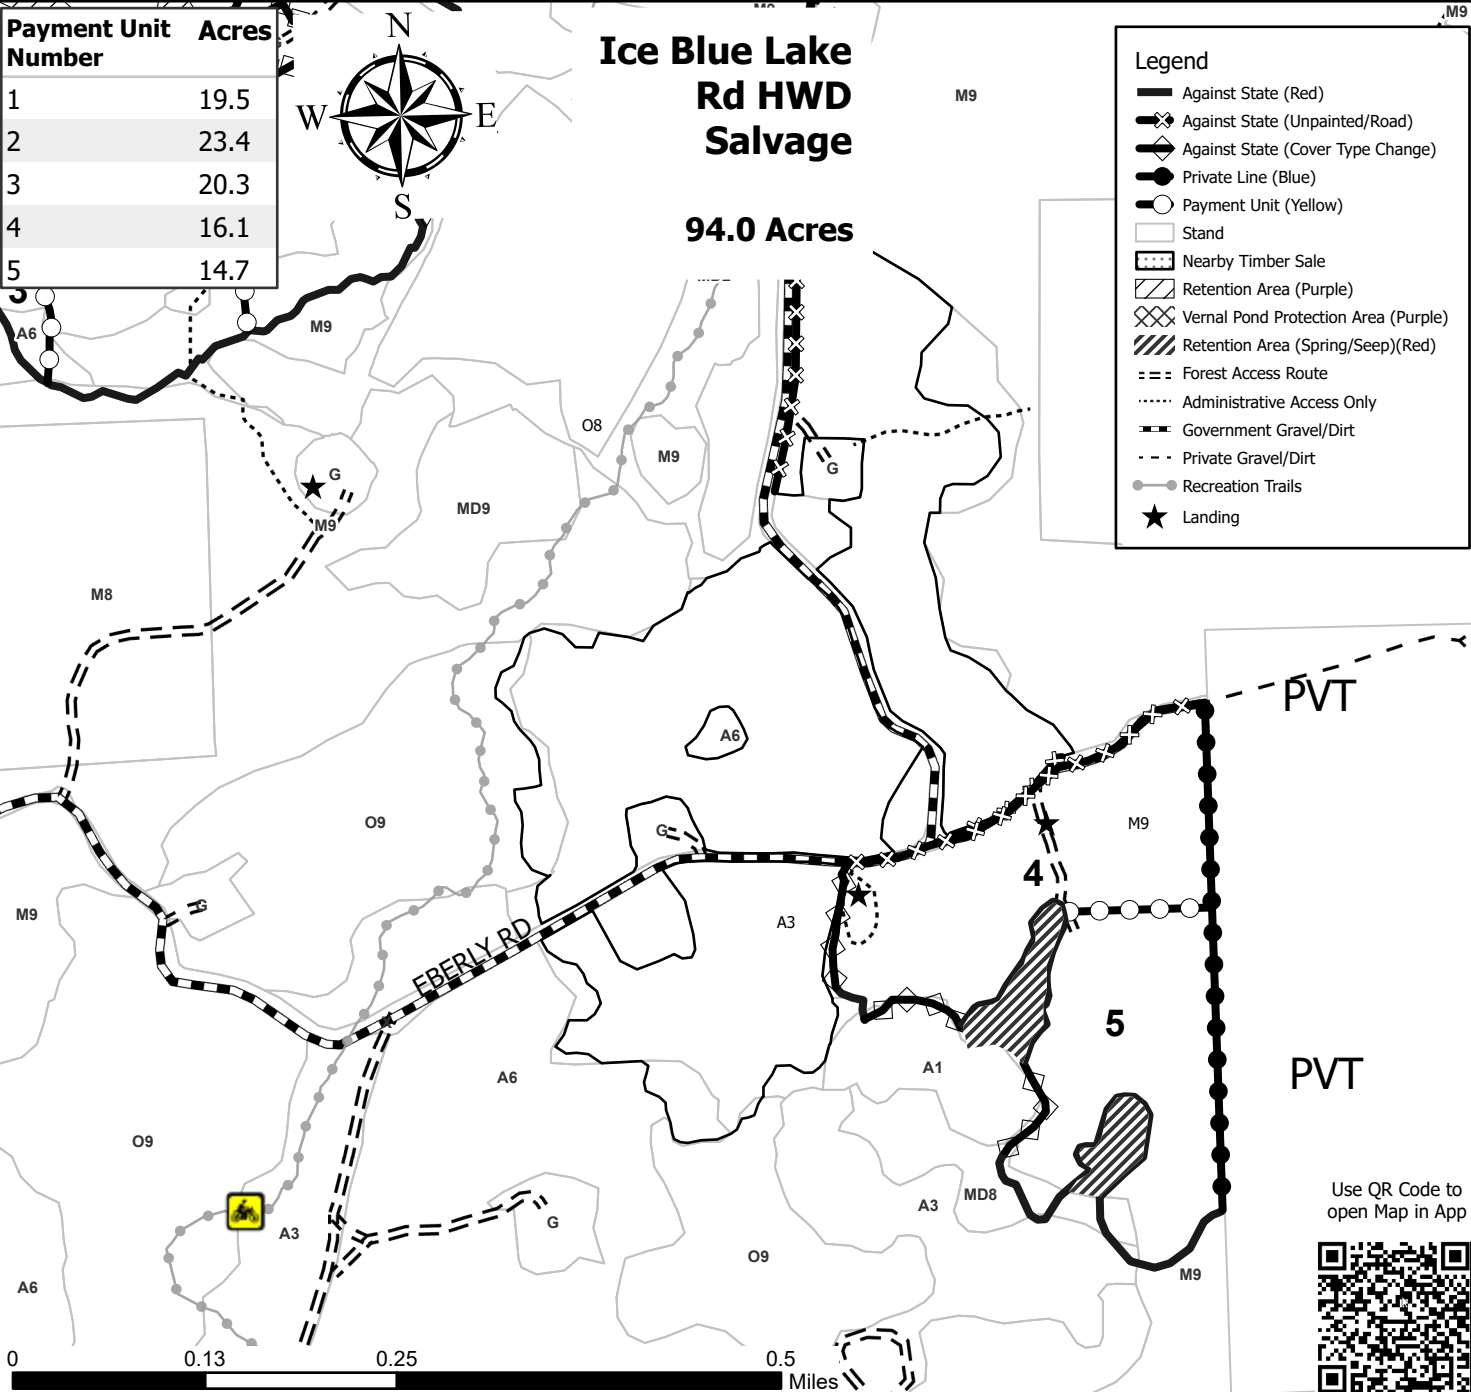 Payment Unit Number Acres
1 19.5
2 23.4
3 20.3
4 16.1
5 14.7
N
W E
S
Ice Blue Lake
Rd HWD
Salvage
94.0 Acres
M9
M9
M9
Legend
Against State (Red)
Against State (Unpainted/Road)
Against State (Cover Type Change)
Private Line (Blue)
Payment Unit (Yellow)
Stand
Nearby Timber Sale
Retention Area (Purple)
Vernal Pond Protection Area (Purple)
Retention Area (Spring/Seep)(Red)
Forest Access Route
Administrative Access Only
Government Gravel/Dirt
Private Gravel/Dirt
Recreation Trails
Landing
3
A6
M9
O8
M9
G
G
MD9
M9
M8
PVT
A6
O9
G
M9
4
M9
G
A3
EBERLY RD
5
A1
A6
PVT
O9
A3
MD8
A3
G
O9
M9
A6
Use QR Code to
open Map in App
0 0.13 0.25 0.5
Miles